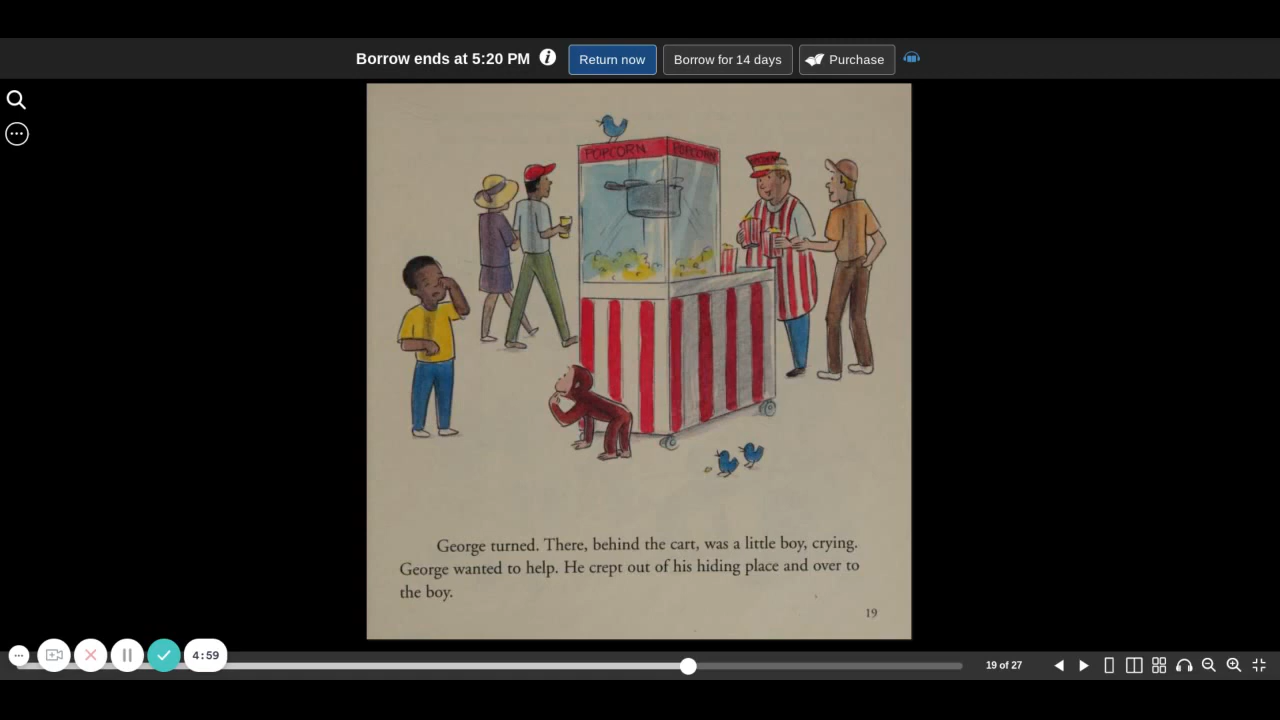 Borrow ends at 5:20 PM
Return now
Borrow for 14 days
Purchase
POPCORN
POPCORN
POPCORN
George turned. There, behind the cart, was a little boy, crying.
George wanted to help. He crept out of his hiding place and over to
the boy.
19
4:59
19 of 27